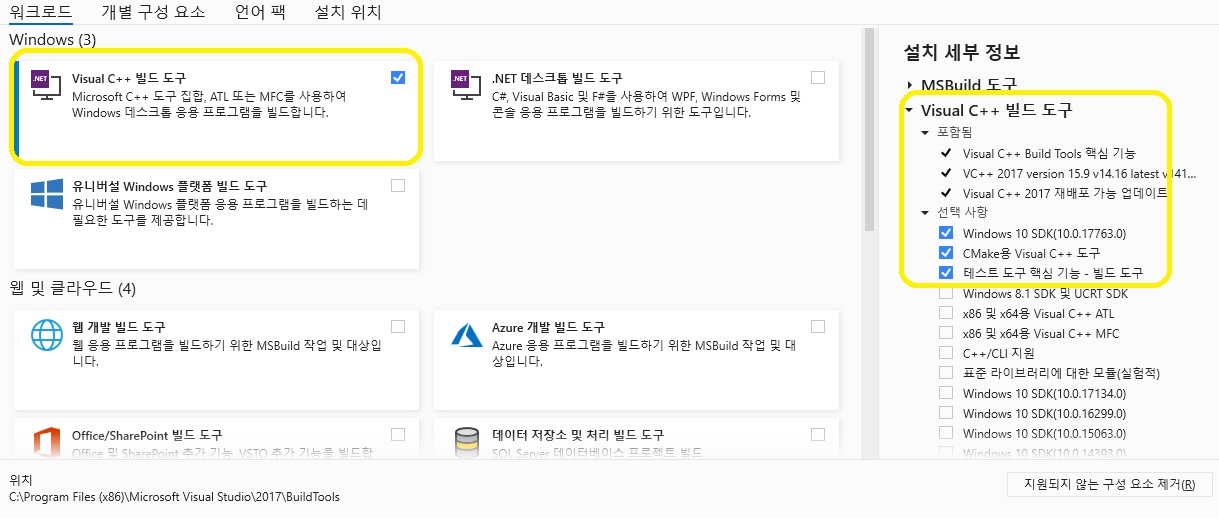 워크로드 개별 구성 요소 언어 팩 설치 위치
Windows (3)
Visual C++ 빌드 도구
Microsoft C++ 도구 집합, ATL 또는 MFC를 사용하여
Windows 데스크톱 응용 프로그램을 빌드합니다.
.NET 데스크톱 빌드 도구
C#, Visual Basic 및 F#을 사용하여 WPF, Windows Forms 및
콘솔 응용 프로그램을 빌드하기 위한 도구입니다.
유니버설 Windows 플랫폼 빌드 도구
유니버설 Windows 플랫폼 응용 프로그램을 빌드하는 데
필요한 도구를 제공합니다.
웹 및 클라우드 (4)
웹 개발 빌드 도구
웹 응용 프로그램을 빌드하기 위한 MSBuild 작업 및 대상입
니다.
Azure 개발 빌드 도구
Azure 응용 프로그램을 빌드하기 위한 MSBuild 작업 및 대
상입니다.
Office/SharePoint 빌드 도구
Office 및 SharePoint 추가 기능, VSTO 추가 기능을 빌드합
데이터 저장소 및 처리 빌드 도구
SQL Server 데이터베이스 프로젝트 빌드
설치 세부 정보
MSBuild 도구
Visual C++ 빌드 도구
포함됨
Visual C++ Build Tools 핵심 기능
VC++ 2017 version 15.9 v14.16 latest v141...
Visual C++ 2017 재배포 가능 업데이트
선택 사항
Windows 10 SDK(10.0.17763.0)
CMake용 Visual C++ 도구
테스트 도구 핵심 기능 - 빌드 도구
Windows 8.1 SDK 및 UCRT SDK
x86 및 x64용 Visual C++ ATL
x86 및 x64용 Visual C++ MFC
C++/CLI 지원
표준 라이브러리에 대한 모듈(실험적)
Windows 10 SDK(10.0.17134.0)
Windows 10 SDK(10.0.16299.0)
Windows 10 SDK(10.0.15063.0)
Windows 10 SDK(10.0.14393.0)
위치
C:\Program Files (x86)\Microsoft Visual Studio\2017\BuildTools
지원되지 않는 구성 요소 제거(R)
.NET
.NET